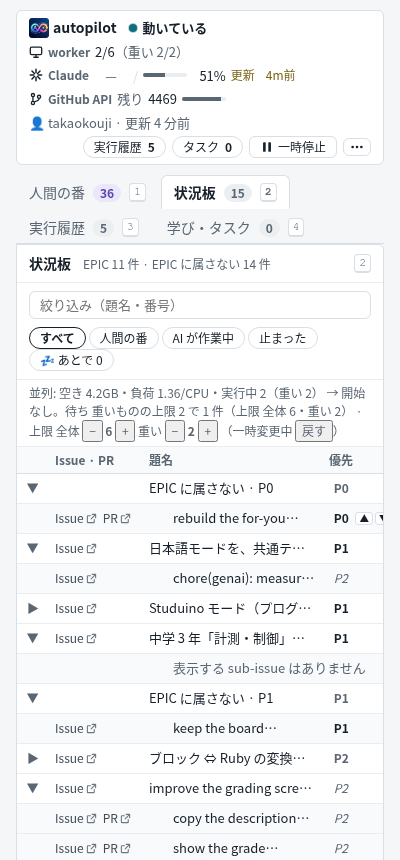 autopilot 動いている
worker 2/6（重い 2/2）
Claude — / 51% 更新 4m前
GitHub API 残り 4469
takaokouji · 更新 4 分前
実行履歴 5 タスク 0 一時停止 ···
人間の番 36 1 状況板 15 2
実行履歴 5 3 学び・タスク 0 4
状況板 EPIC 11 件 · EPIC に属さない 14 件 2
絞り込み（題名・番号）
すべて 人間の番 AI が作業中 止まった
💤 あとで 0
並列: 空き 4.2GB・負荷 1.36/CPU・実行中 2（重い 2） → 開始
なし。待ち 重いものの上限 2 で 1 件（上限 全体 6・重い 2） ·
上限 全体 − 6 + 重い − 2 + （一時変更中 戻す）
Issue · PR 題名 優先
▼ EPIC に属さない · P0 P0
Issue PR rebuild the for-you… P0 ▲ ▼
▼ Issue 日本語モードを、共通テ… P1
Issue chore(genai): measur… P2
▶ Issue Studuino モード（ブログ… P1
▼ Issue 中学 3 年「計測・制御」… P1
表示する sub-issue はありません
▼ EPIC に属さない · P1 P1
Issue keep the board… P1
▶ Issue ブロック ⇔ Ruby の変換… P2
▼ Issue improve the grading scre… P2
Issue PR copy the description… P2
Issue PR show the grade… P2